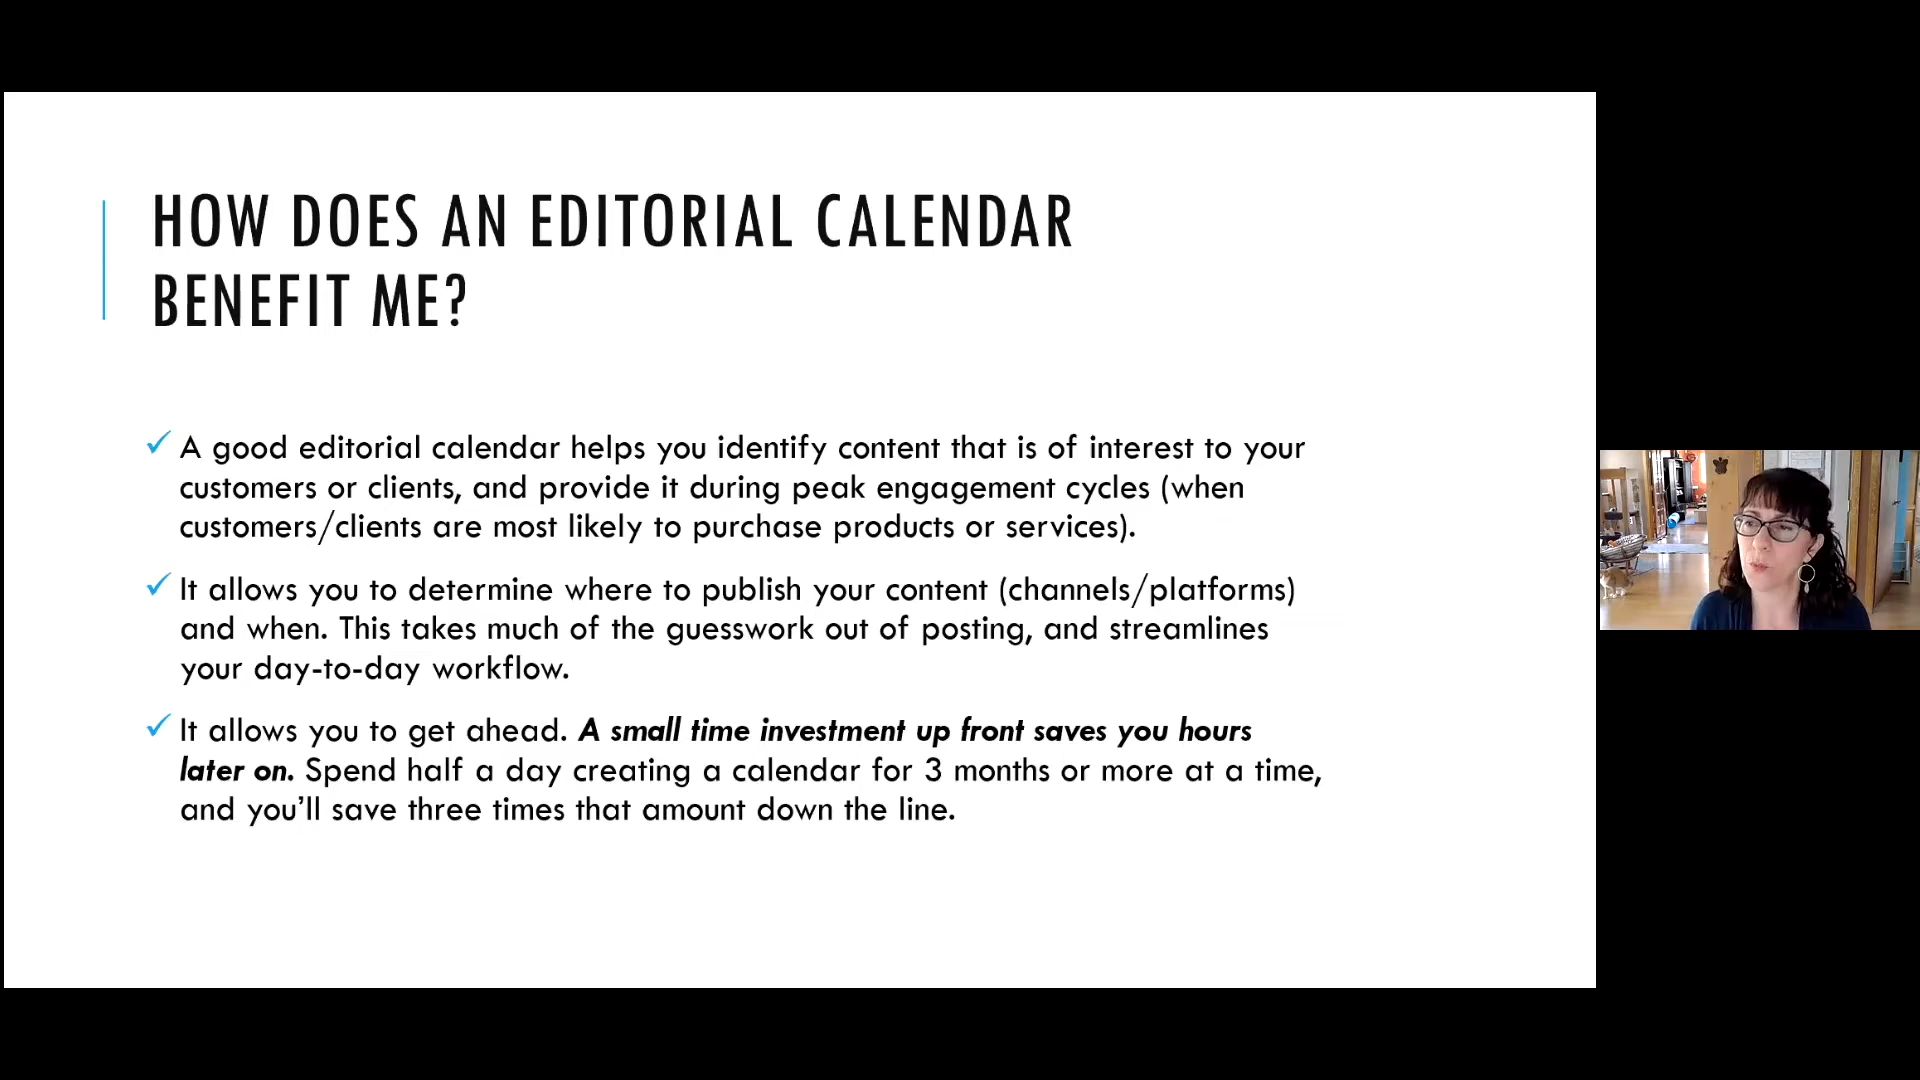 HOW DOES AN EDITORIAL CALENDAR
BENEFIT ME?
A good editorial calendar helps you identify content that is of interest to your
customers or clients, and provide it during peak engagement cycles (when
customers/clients are most likely to purchase products or services).
It allows you to determine where to publish your content (channels/platforms)
and when. This takes much of the guesswork out of posting, and streamlines
your day-to-day workflow.
It allows you to get ahead. A small time investment up front saves you hours
later on. Spend half a day creating a calendar for 3 months or more at a time,
and you’ll save three times that amount down the line.